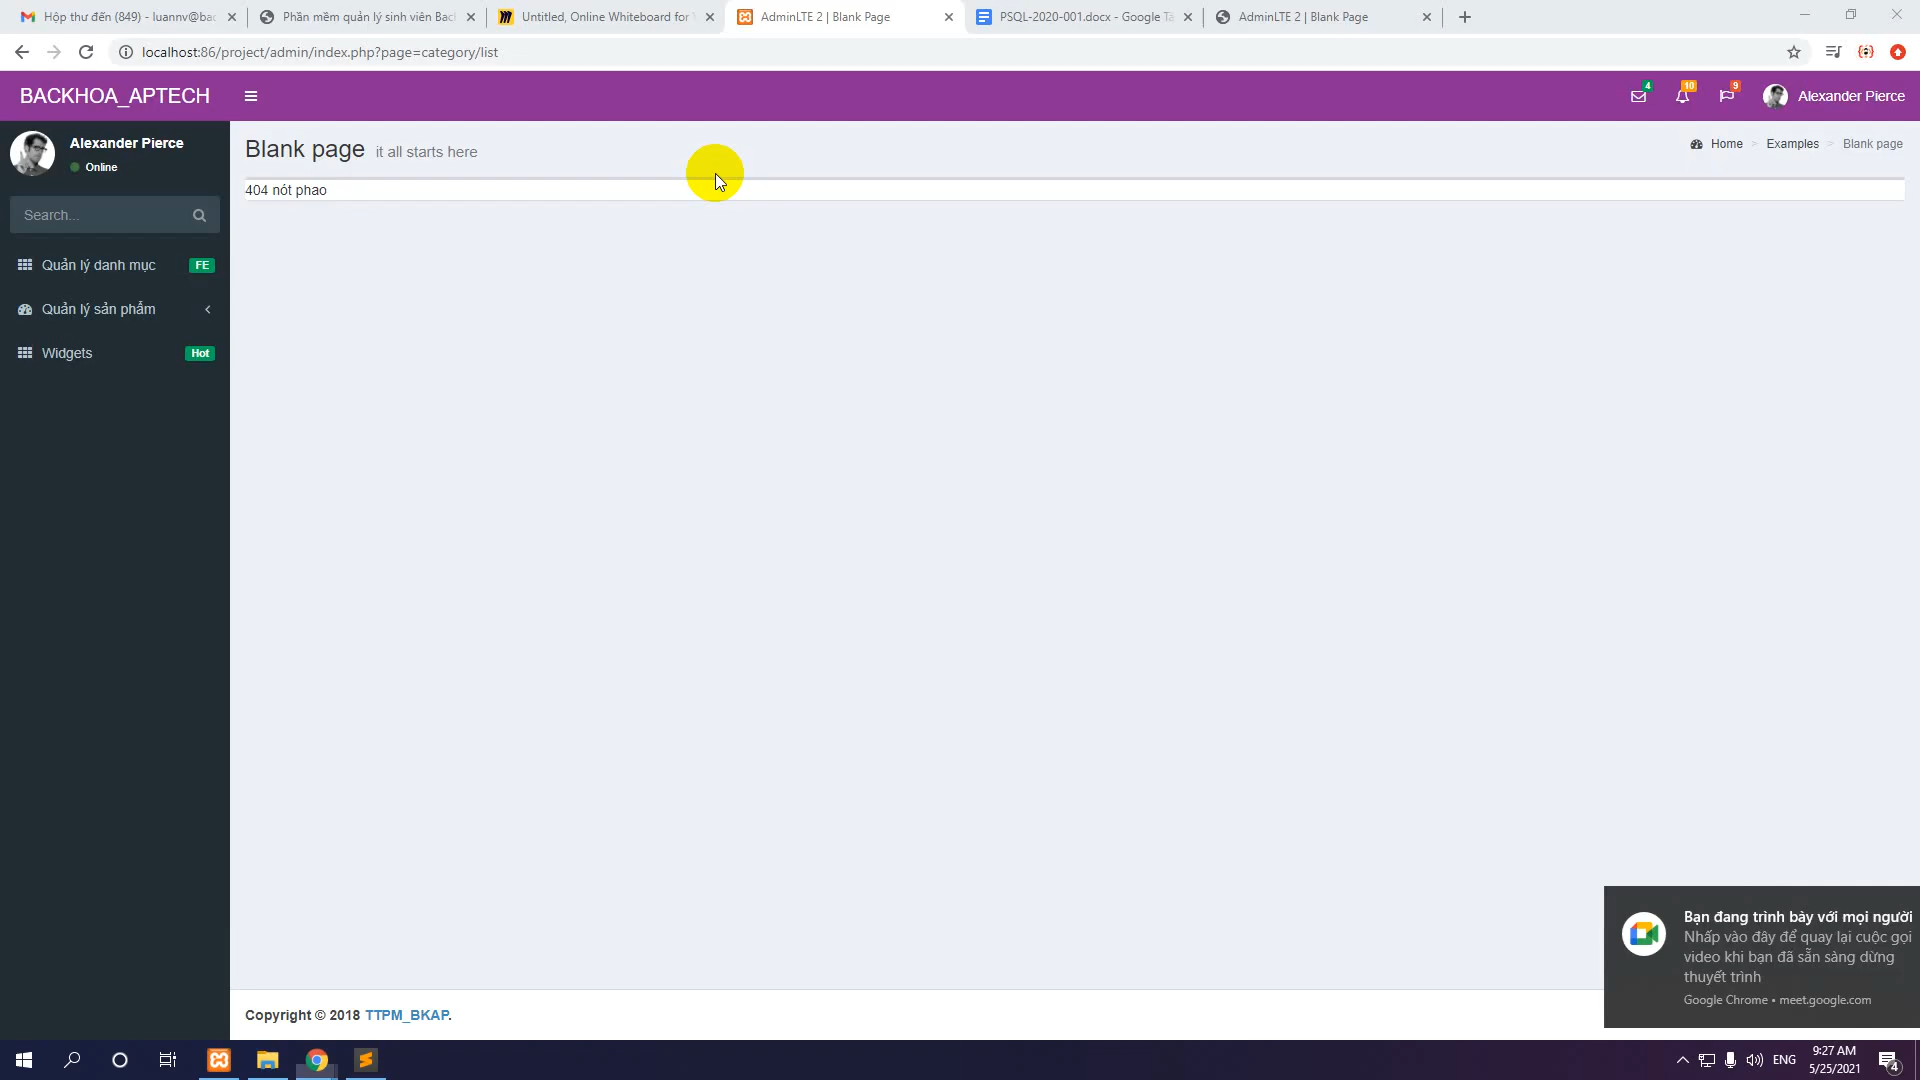 Hộp thư đến (849) - luannv@bac
Phần mềm quản lý sinh viên Back
Untitled, Online Whiteboard for
AdminLTE 2 | Blank Page
PSQL-2020-001.docx - Google Tà
AdminLTE 2 | Blank Page
localhost:86/project/admin/index.php?page=category/list
BACKHOA_APTECH
4
10
9
Alexander Pierce
Alexander Pierce
Online
Blank page it all starts here
Home > Examples > Blank page
404 nót phao
Search...
Quản lý danh mục FE
Quản lý sản phẩm
Widgets Hot
Bạn đang trình bày với mọi người
Nhấp vào đây để quay lại cuộc gọi
video khi bạn đã sẵn sàng dừng
thuyết trình
Google Chrome • meet.google.com
Copyright © 2018 TTPM_BKAP.
ENG
9:27 AM
5/25/2021
4